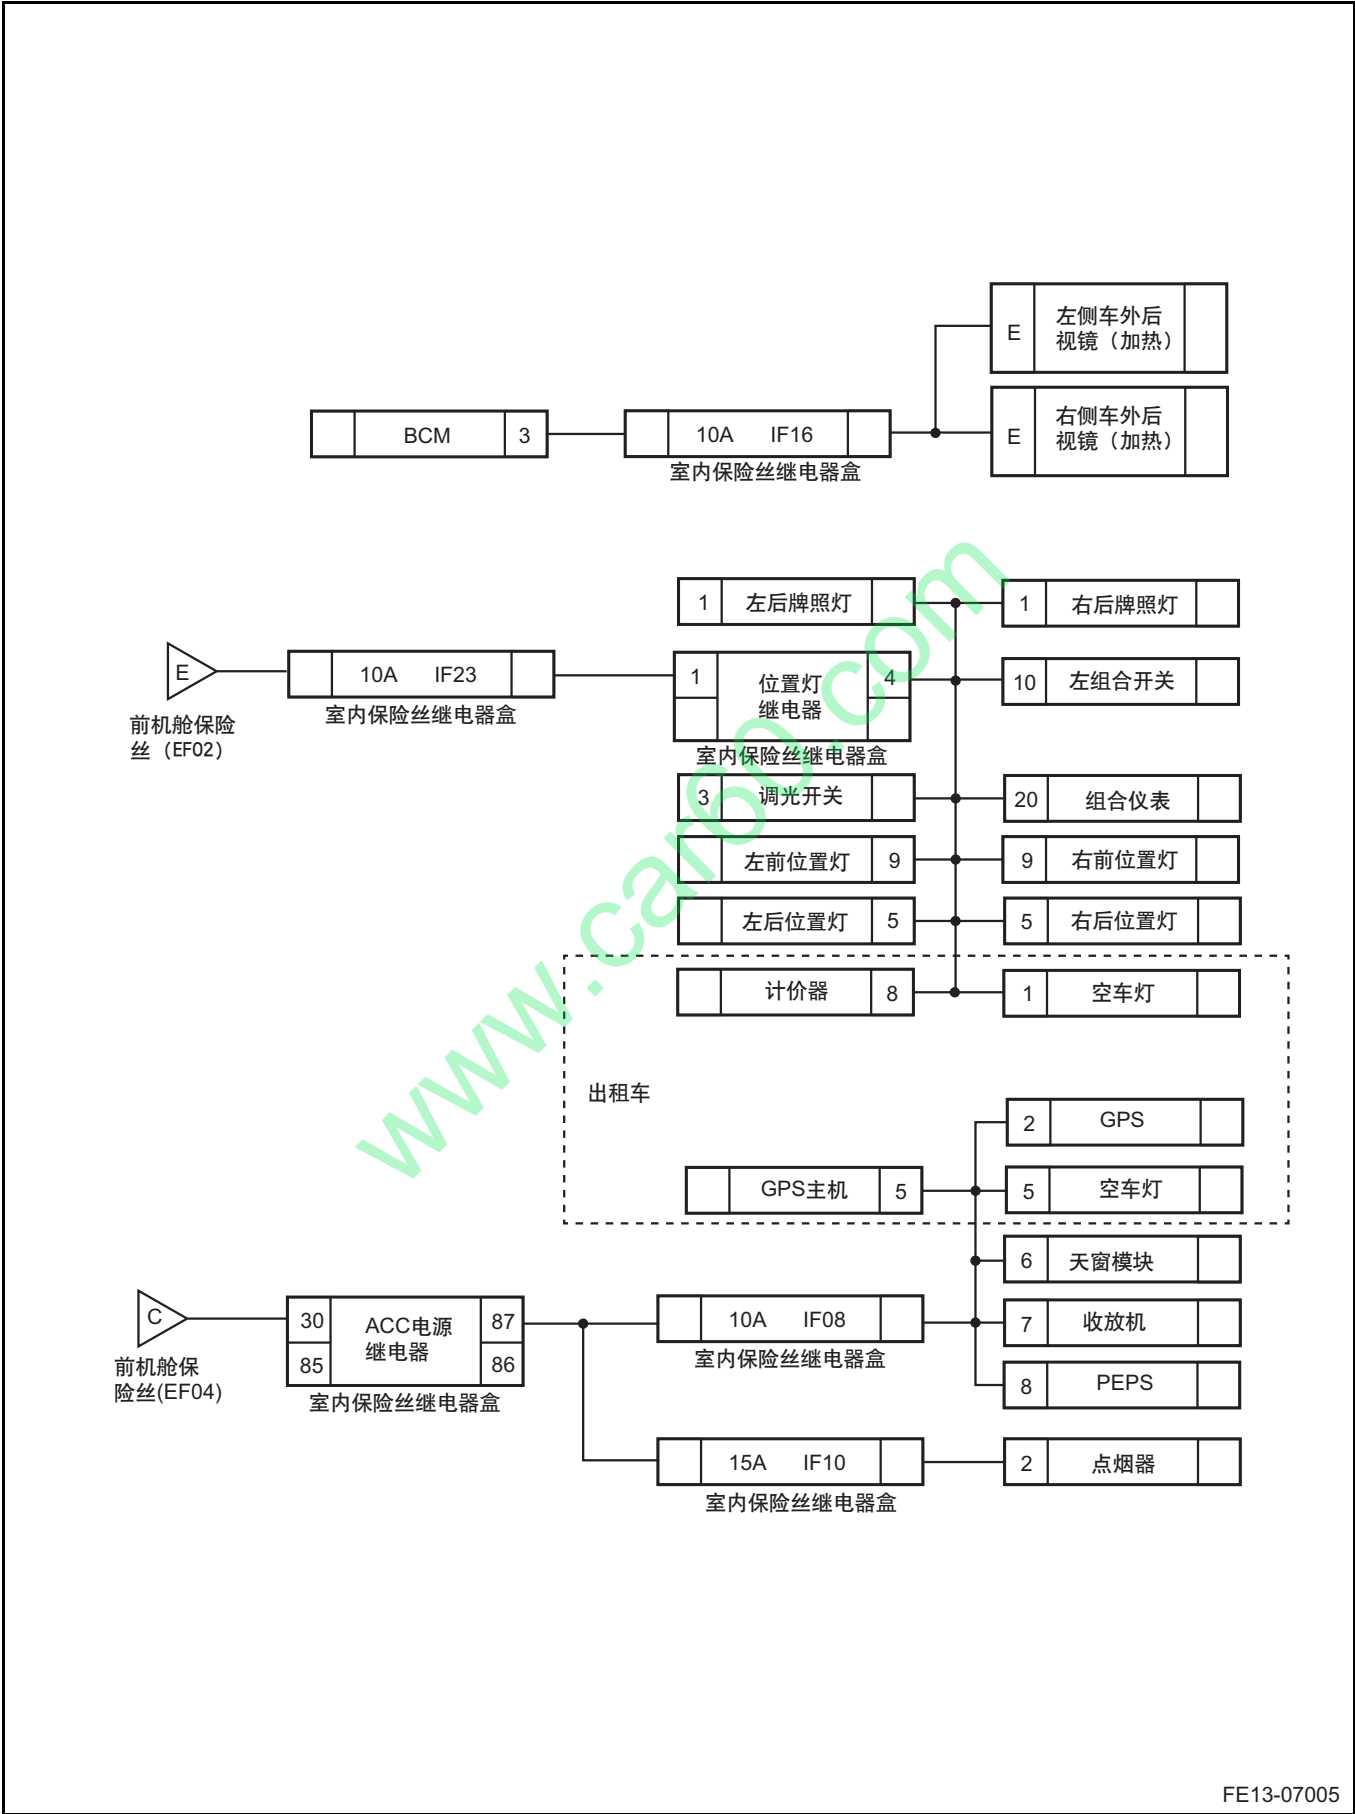 E
左侧车外后
视镜（加热）
BCM
3
10A IF16
室内保险丝继电器盒
E
右侧车外后
视镜（加热）
1
左后牌照灯
1
右后牌照灯
E
前机舱保险
丝（EF02）
10A IF23
室内保险丝继电器盒
1
位置灯
继电器
4
室内保险丝继电器盒
10
左组合开关
3
调光开关
20
组合仪表
左前位置灯
9
9
右前位置灯
左后位置灯
5
5
右后位置灯
计价器
8
1
空车灯
出租车
2
GPS
GPS主机
5
5
空车灯
6
天窗模块
C
前机舱保
险丝(EF04)
30
85
ACC电源
继电器
87
86
室内保险丝继电器盒
10A IF08
室内保险丝继电器盒
7
收放机
8
PEPS
15A IF10
室内保险丝继电器盒
2
点烟器
www.car60.com
FE13-07005